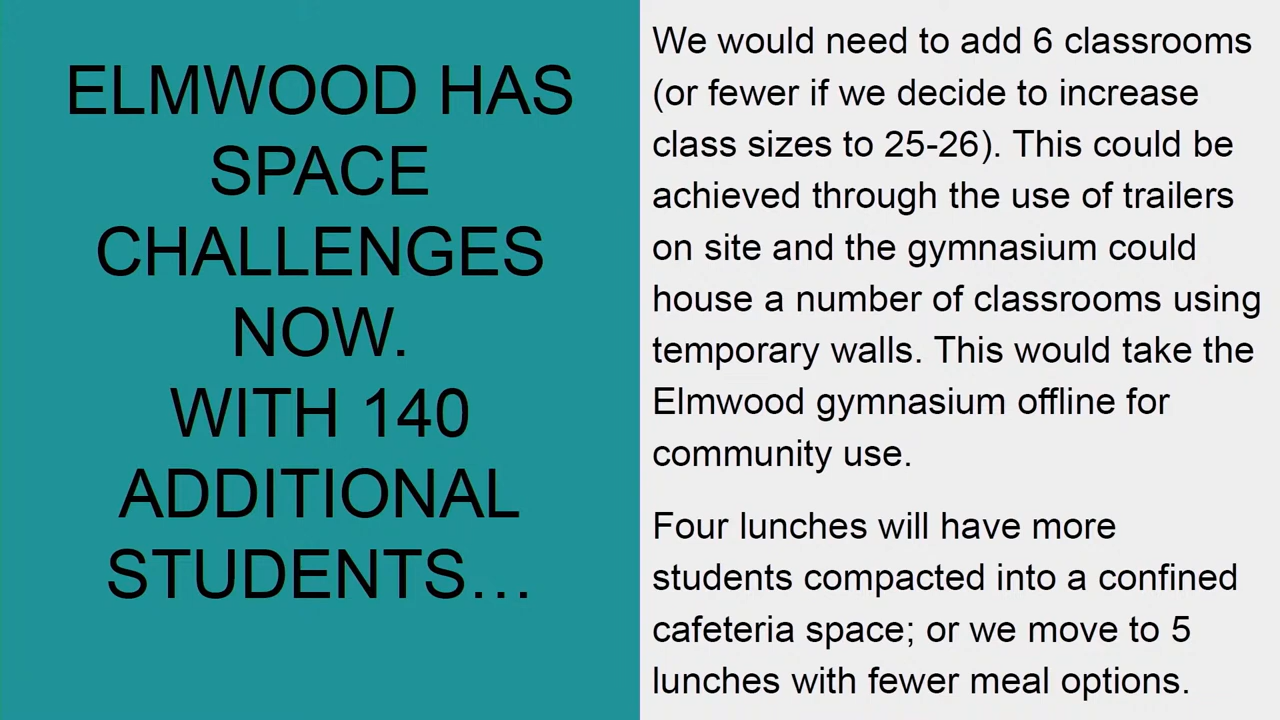 ELMWOOD HAS
SPACE
CHALLENGES
NOW.
WITH 140
ADDITIONAL
STUDENTS…
We would need to add 6 classrooms
(or fewer if we decide to increase
class sizes to 25-26). This could be
achieved through the use of trailers
on site and the gymnasium could
house a number of classrooms using
temporary walls. This would take the
Elmwood gymnasium offline for
community use.
Four lunches will have more
students compacted into a confined
cafeteria space; or we move to 5
lunches with fewer meal options.